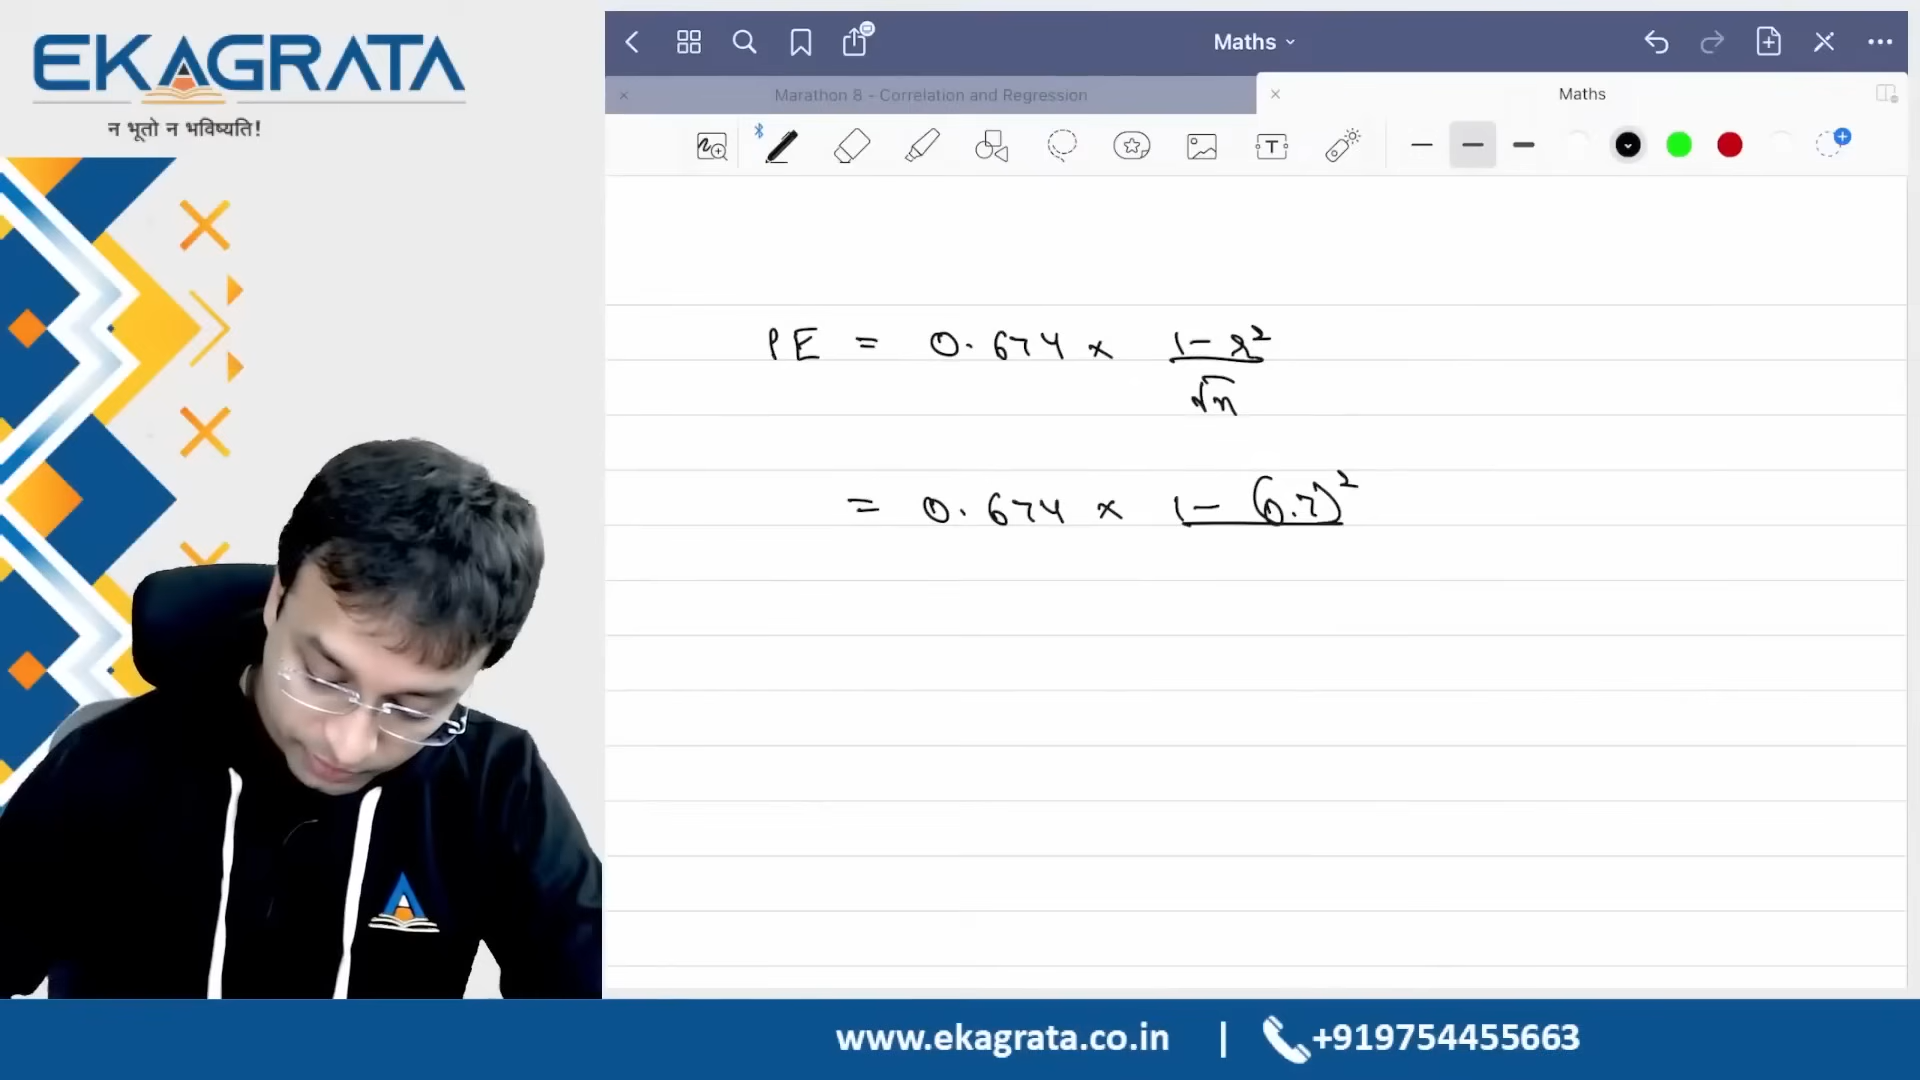 EKAGRATA
न भूतो न भविष्यति!
Maths
Marathon 8 - Correlation and Regression
Maths
PE = 0.674 × 1 - r²
√n
= 0.674 × 1 - (0.7)²
www.ekagrata.co.in | +919754455663